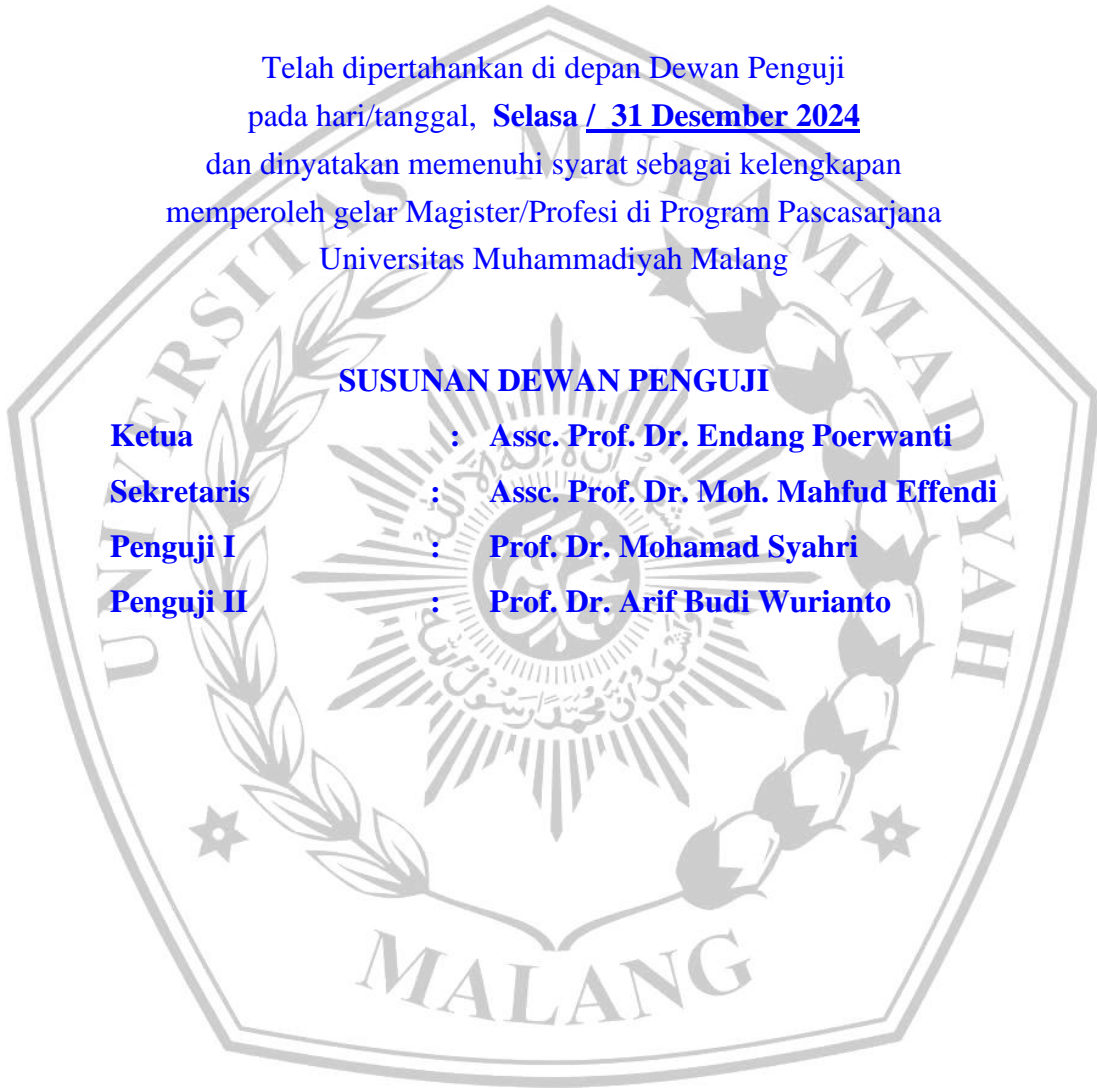 Telah dipertahankan di depan Dewan Penguji
pada hari/tanggal, Selasa / 31 Desember 2024
dan dinyatakan memenuhi syarat sebagai kelengkapan
memperoleh gelar Magister/Profesi di Program Pascasarjana
Universitas Muhammadiyah Malang
SUSUNAN DEWAN PENGUJI
Ketua : Assc. Prof. Dr. Endang Poerwanti
Sekretaris : Assc. Prof. Dr. Moh. Mahfud Effendi
Penguji I : Prof. Dr. Mohamad Syahri
Penguji II : Prof. Dr. Arif Budi Wurianto
UNIVERSITAS MUHAMMADIYAH
MALANG